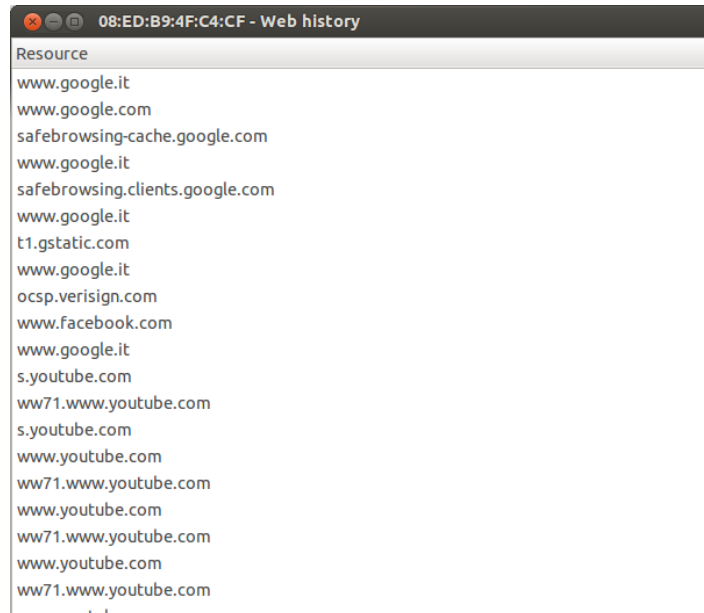 08:ED:B9:4F:C4:CF - Web history
Resource
www.google.it
www.google.com
safebrowsing-cache.google.com
www.google.it
safebrowsing.clients.google.com
www.google.it
t1.gstatic.com
www.google.it
ocsp.verisign.com
www.facebook.com
www.google.it
s.youtube.com
ww71.www.youtube.com
s.youtube.com
www.youtube.com
ww71.www.youtube.com
www.youtube.com
ww71.www.youtube.com
www.youtube.com
ww71.www.youtube.com